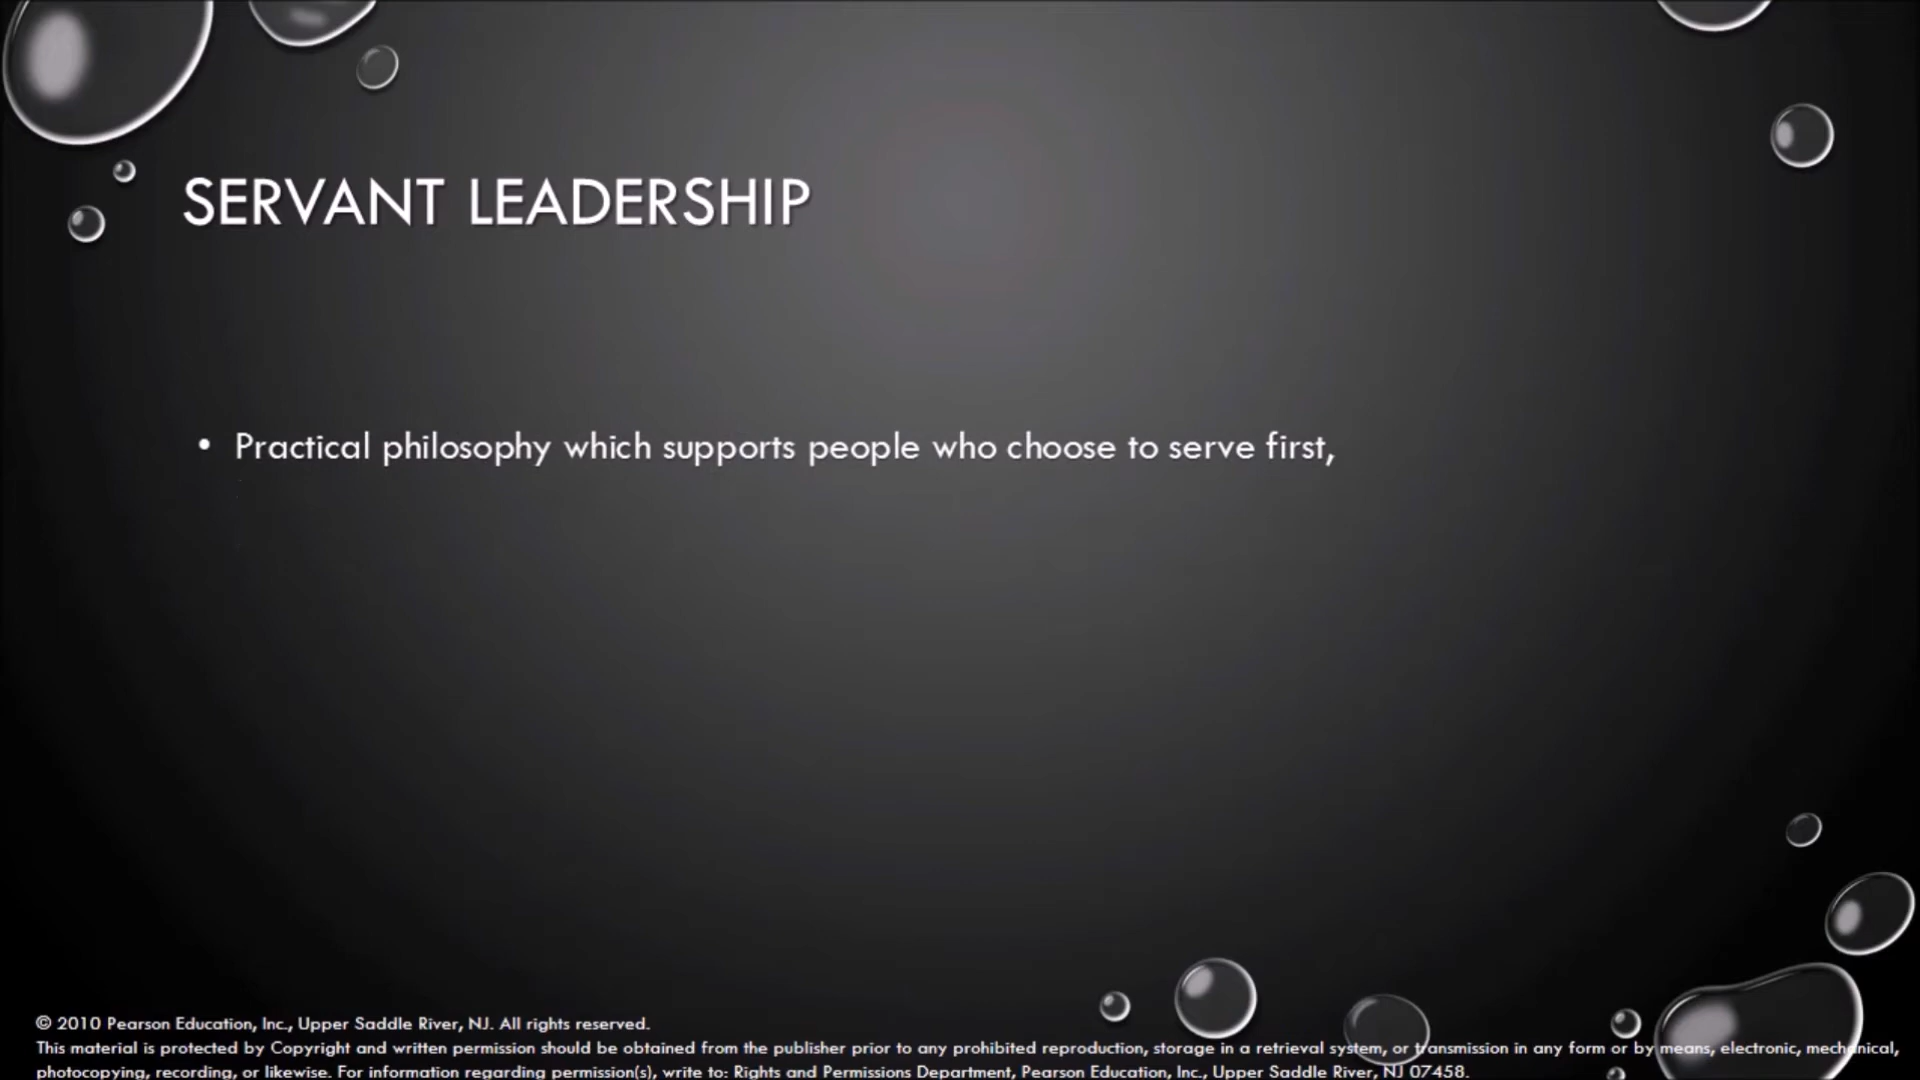 SERVANT LEADERSHIP
• Practical philosophy which supports people who choose to serve first,
© 2010 Pearson Education, Inc., Upper Saddle River, NJ. All rights reserved.
This material is protected by Copyright and written permission should be obtained from the publisher prior to any prohibited reproduction, storage in a retrieval system, or transmission in any form or by means, electronic, mechanical,
photocopying, recording, or likewise. For information regarding permission(s), write to: Rights and Permissions Department, Pearson Education, Inc., Upper Saddle River, NJ 07458.